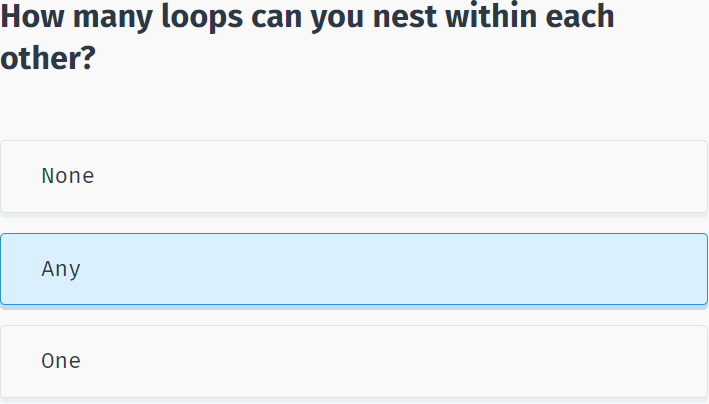 How many loops can you nest within each
other?
None
Any
One